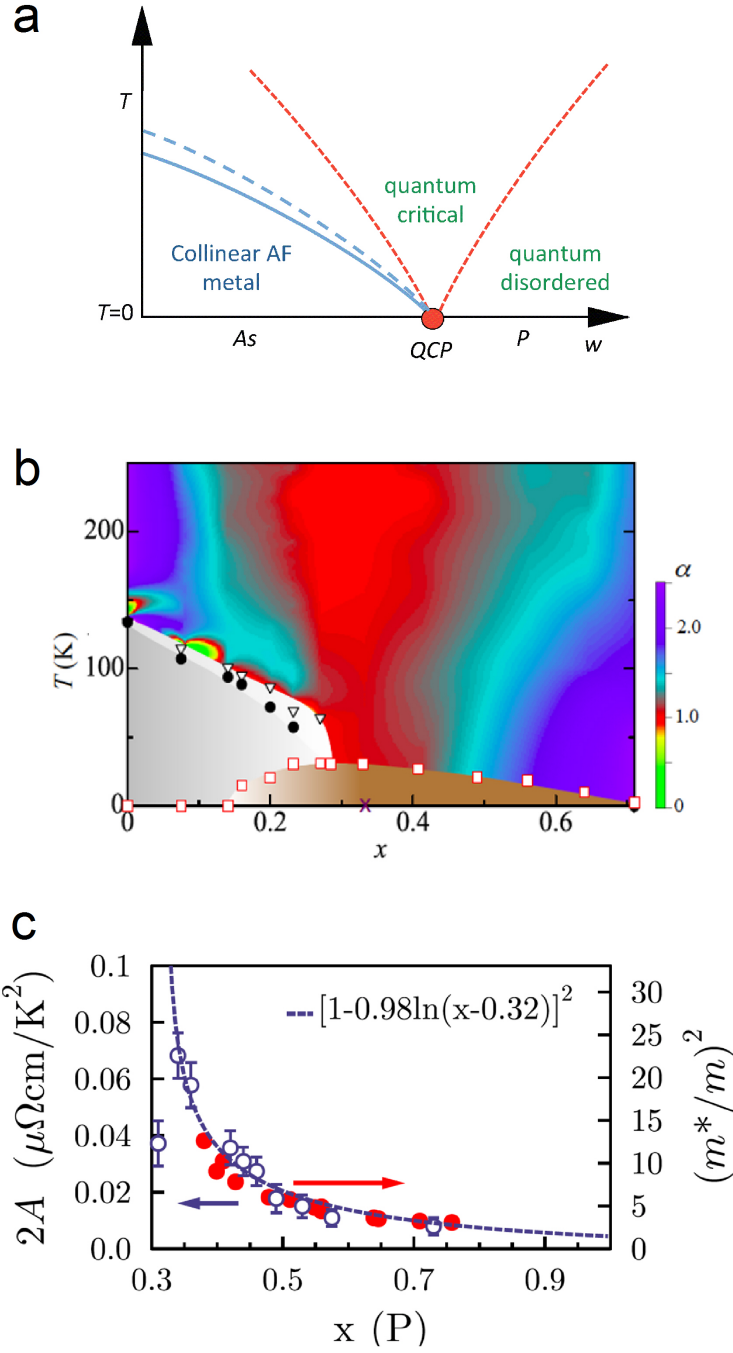 a
T
quantum
critical
Collinear AF
metal
quantum
disordered
T=0
As
QCP
P
w
b
200
100
0
T (K)
0
0.2
0.4
0.6
x
α
2.0
1.0
0
c
0.1
0.08
0.06
0.04
0.02
0.0
2A (μΩcm/K²)
[1-0.98ln(x-0.32)]²
30
25
20
15
10
5
0
(m*/m)²
0.3
0.5
0.7
0.9
x (P)